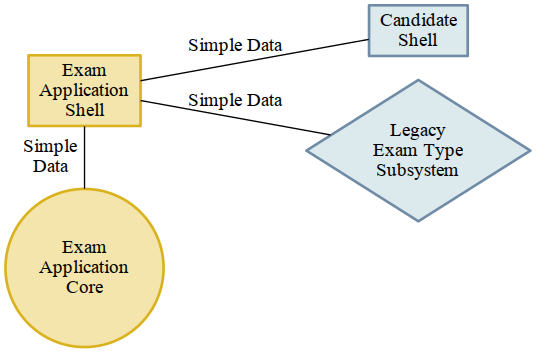 Candidate
Shell
Simple Data
Exam
Application
Shell
Simple Data
Legacy
Exam Type
Subsystem
Simple
Data
Exam
Application
Core